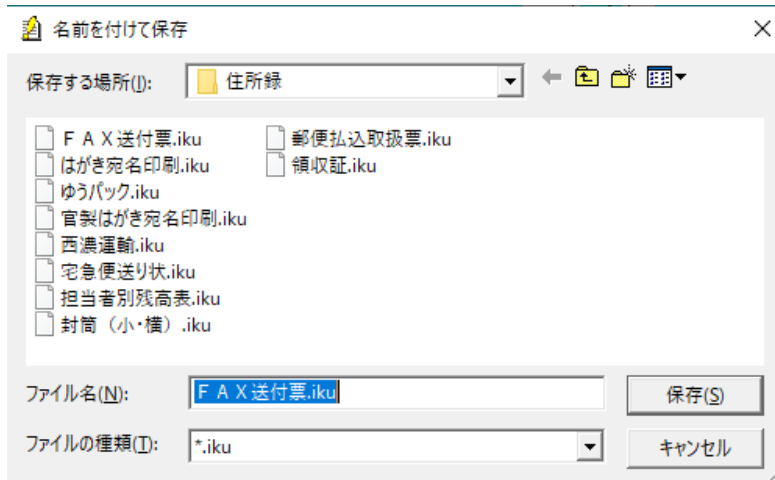 名前を付けて保存
保存する場所(I): 住所録
ＦＡＸ送付票.iku
はがき宛名印刷.iku
ゆうパック.iku
官製はがき宛名印刷.iku
西濃運輸.iku
宅急便送り状.iku
担当者別残高表.iku
封筒（小・横）.iku
郵便払込取扱票.iku
領収証.iku
ファイル名(N): ＦＡＸ送付票.iku 保存(S)
ファイルの種類(T): *.iku キャンセル